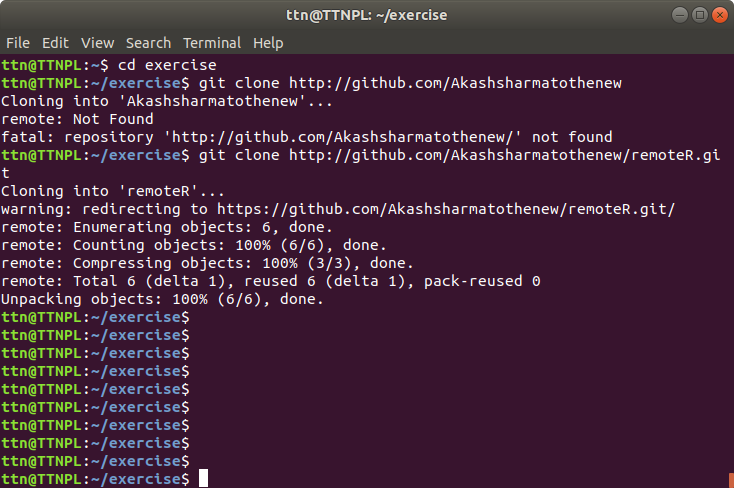 ttn@TTNPL: ~/exercise
File Edit View Search Terminal Help
ttn@TTNPL:~$ cd exercise
ttn@TTNPL:~/exercise$ git clone http://github.com/Akashsharmatothenew
Cloning into 'Akashsharmatothenew'...
remote: Not Found
fatal: repository 'http://github.com/Akashsharmatothenew/' not found
ttn@TTNPL:~/exercise$ git clone http://github.com/Akashsharmatothenew/remoteR.gi
t
Cloning into 'remoteR'...
warning: redirecting to https://github.com/Akashsharmatothenew/remoteR.git/
remote: Enumerating objects: 6, done.
remote: Counting objects: 100% (6/6), done.
remote: Compressing objects: 100% (3/3), done.
remote: Total 6 (delta 1), reused 6 (delta 1), pack-reused 0
Unpacking objects: 100% (6/6), done.
ttn@TTNPL:~/exercise$
ttn@TTNPL:~/exercise$
ttn@TTNPL:~/exercise$
ttn@TTNPL:~/exercise$
ttn@TTNPL:~/exercise$
ttn@TTNPL:~/exercise$
ttn@TTNPL:~/exercise$
ttn@TTNPL:~/exercise$
ttn@TTNPL:~/exercise$
ttn@TTNPL:~/exercise$